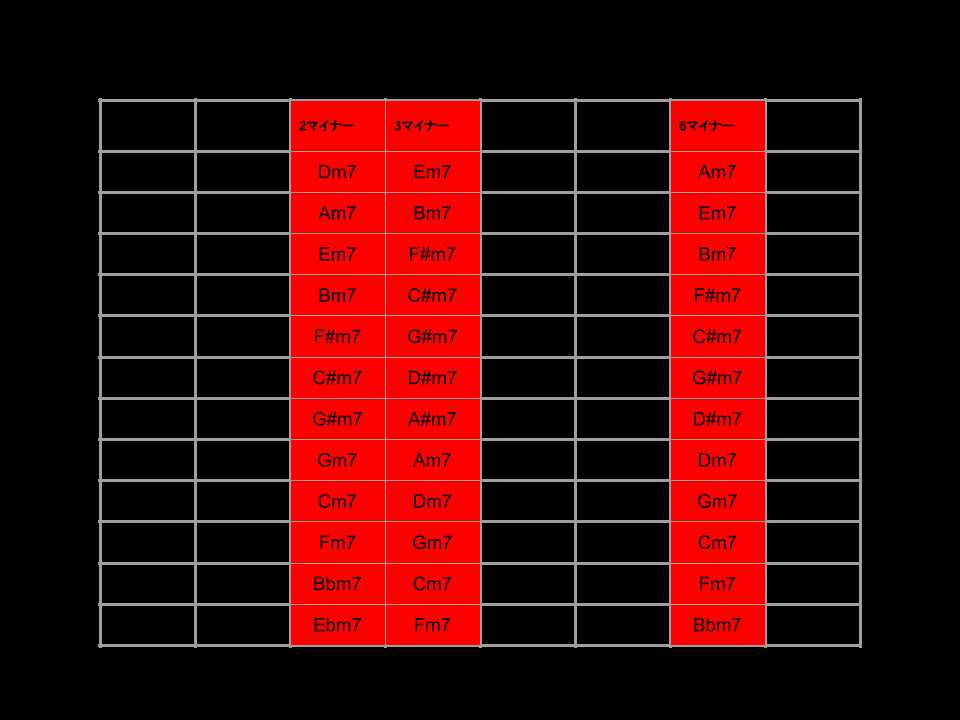 2マイナー 3マイナー 6マイナー
Dm7 Em7 Am7
Am7 Bm7 Em7
Em7 F#m7 Bm7
Bm7 C#m7 F#m7
F#m7 G#m7 C#m7
C#m7 D#m7 G#m7
G#m7 A#m7 D#m7
Gm7 Am7 Dm7
Cm7 Dm7 Gm7
Fm7 Gm7 Cm7
Bbm7 Cm7 Fm7
Ebm7 Fm7 Bbm7